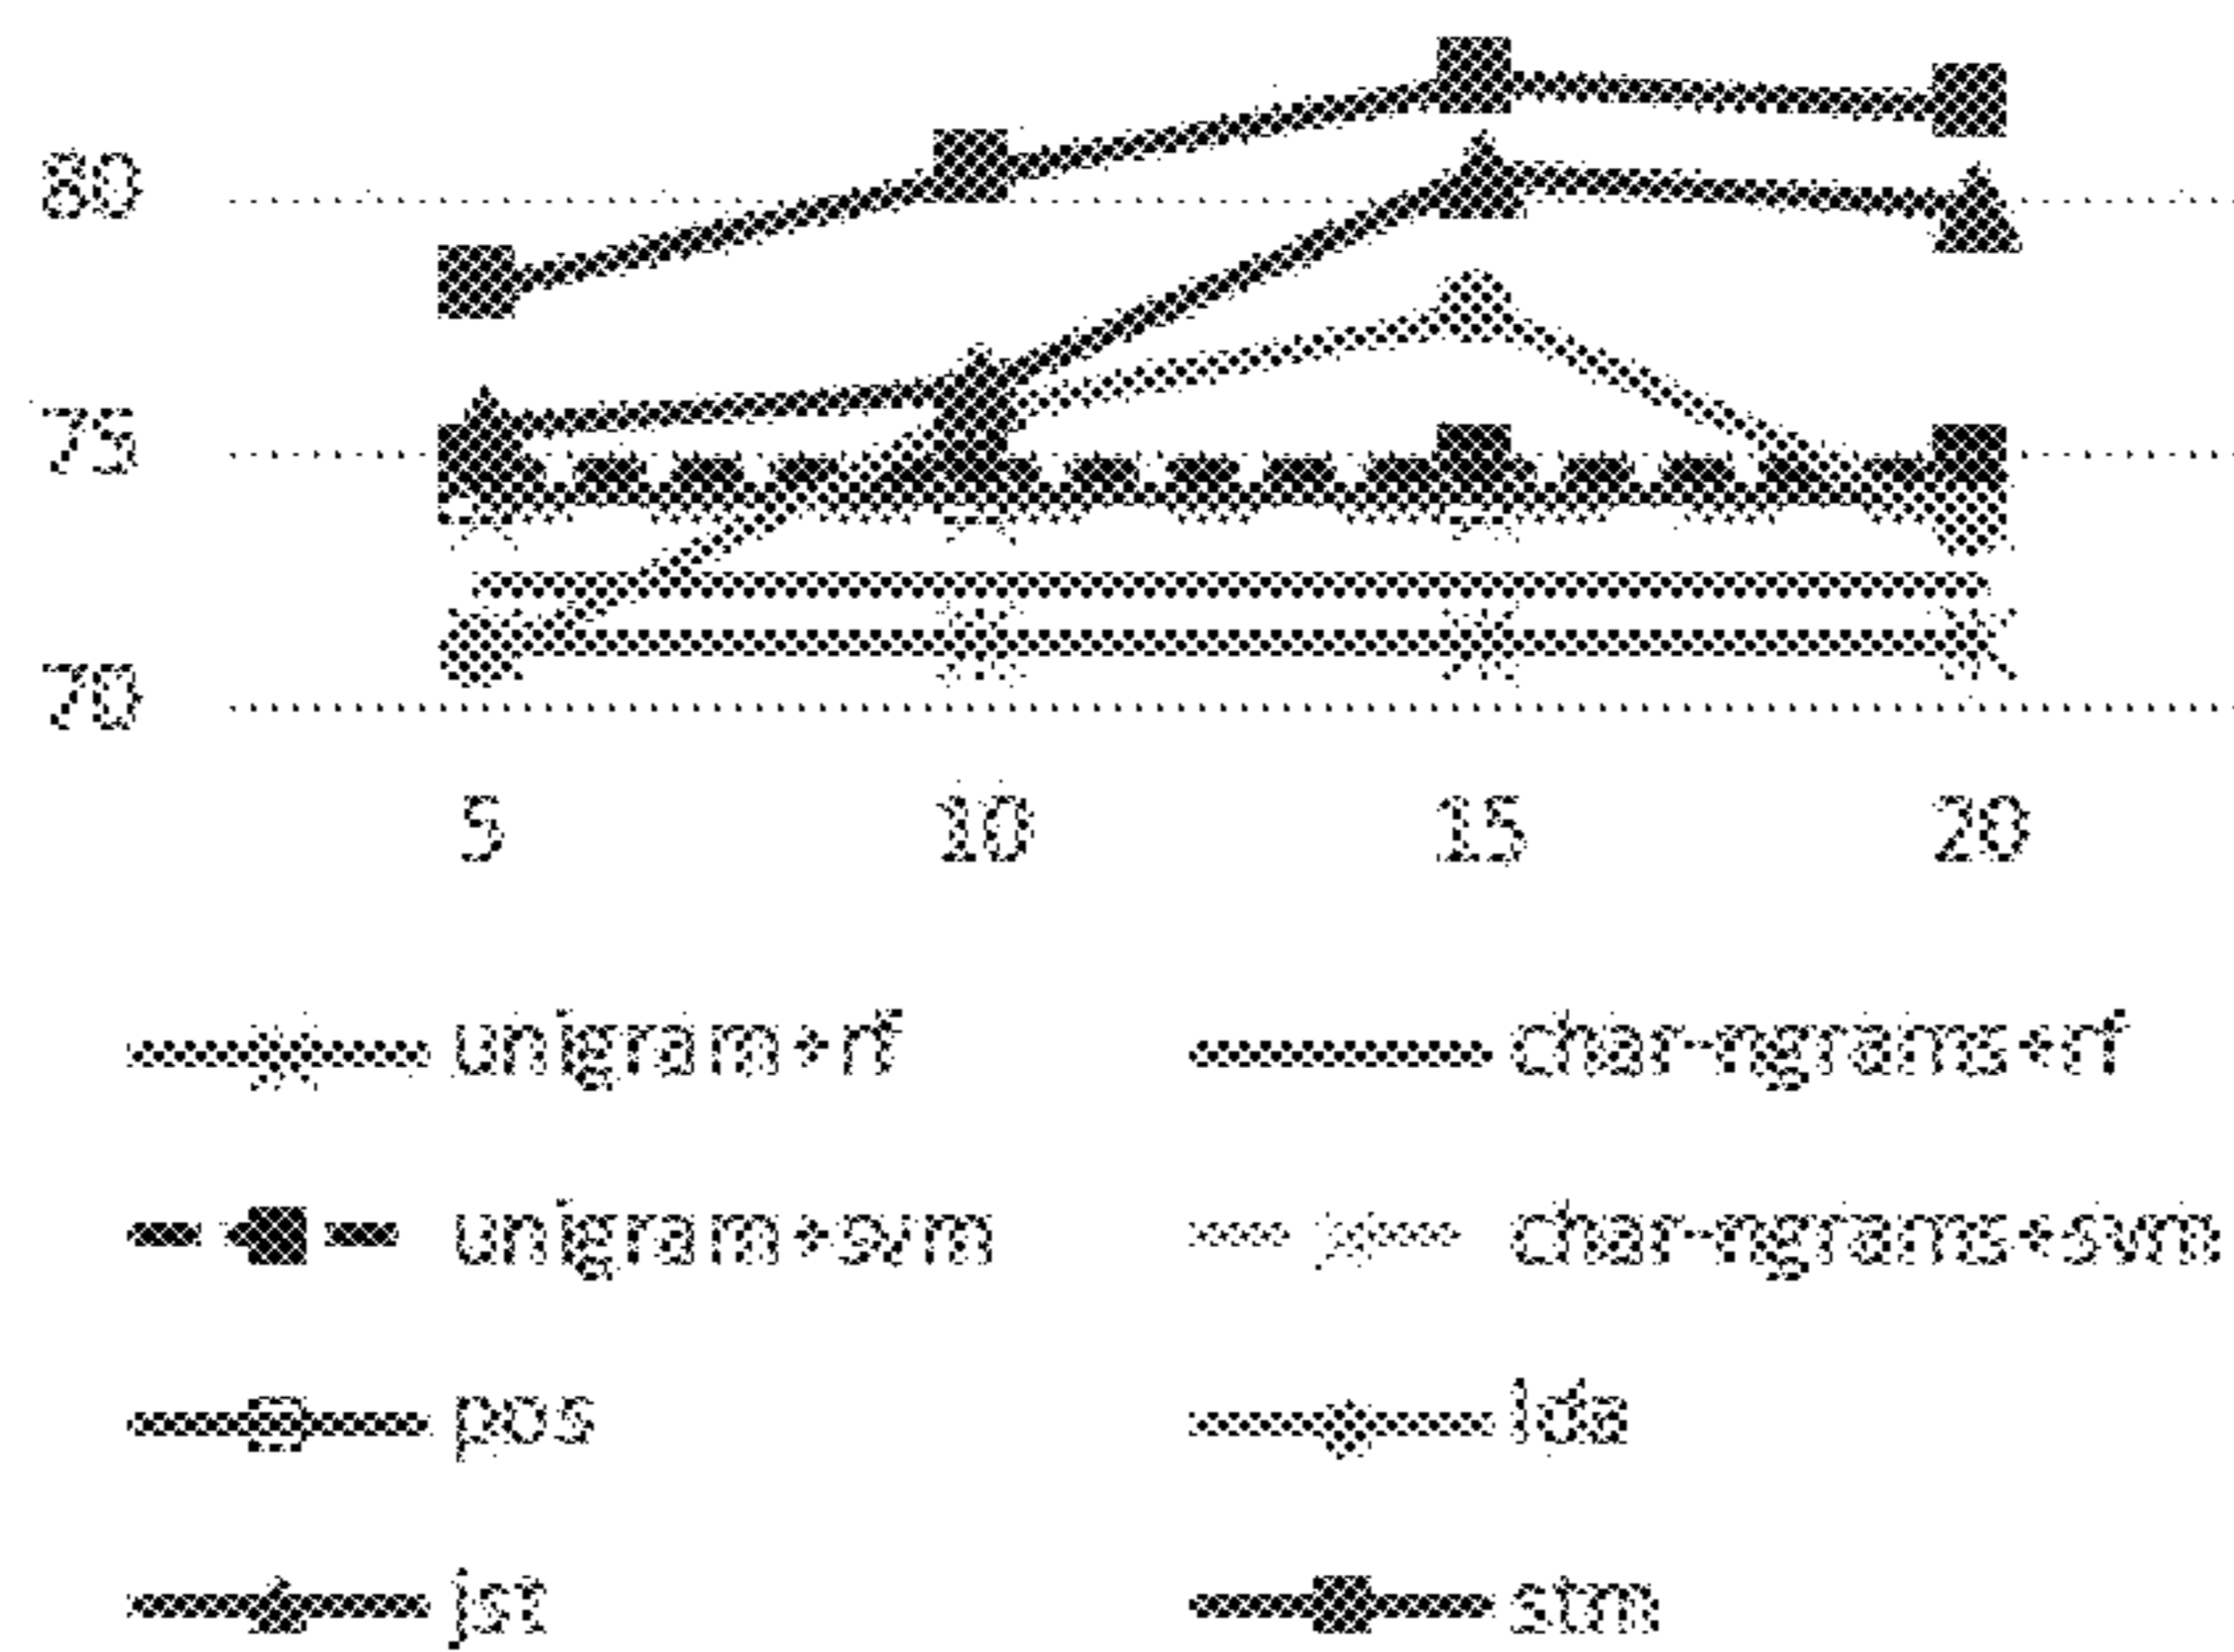 80
75
70
5 10 15 20
unigram+rf char-ngrams+rf
unigram+svm char-ngrams+svm
pos lda
jst stm